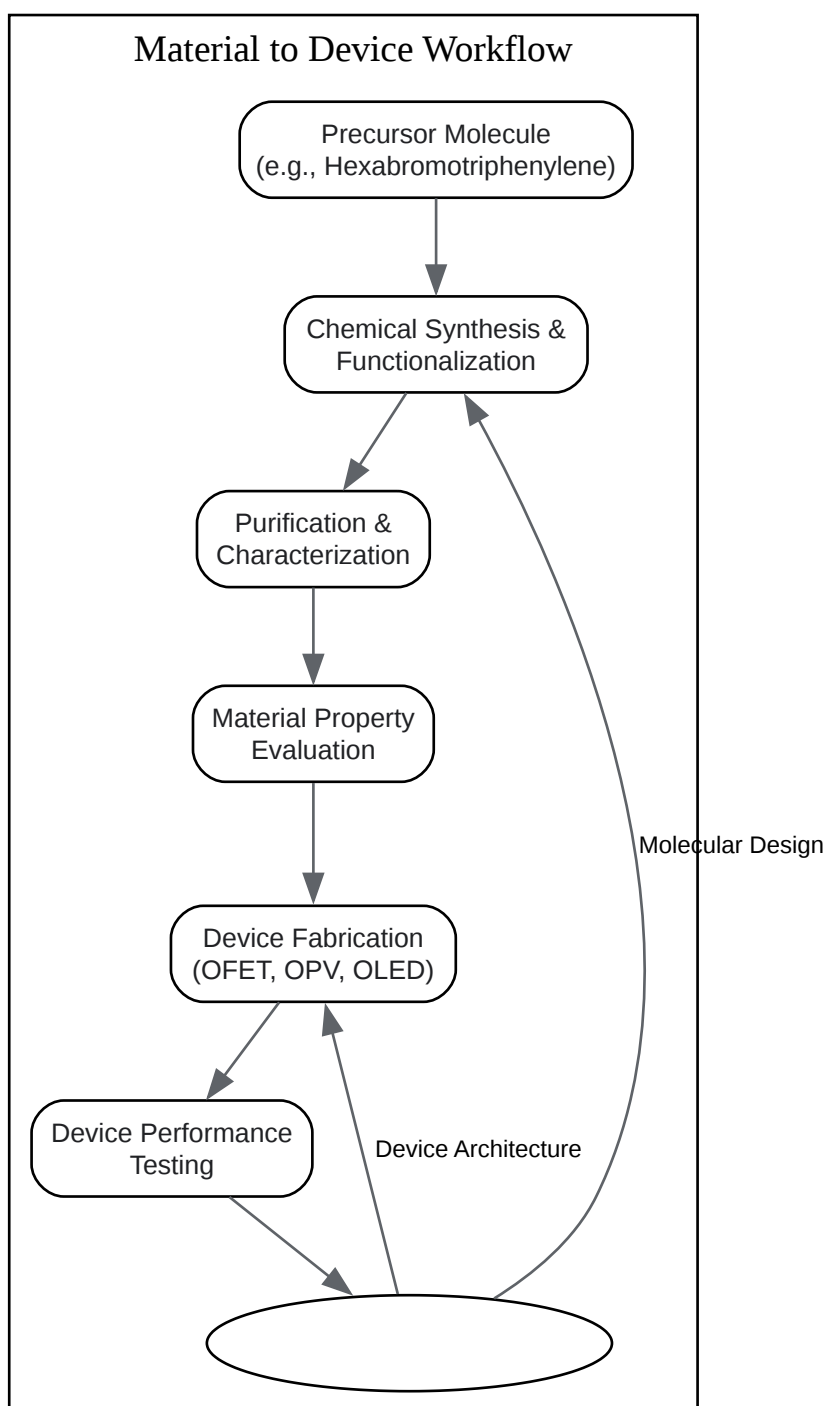 Material to Device Workflow
Precursor Molecule
(e.g., Hexabromotriphenylene)
Chemical Synthesis &
Functionalization
Purification &
Characterization
Material Property
Evaluation
Molecular Design
Device Fabrication
(OFET, OPV, OLED)
Device Performance
Testing
Device Architecture